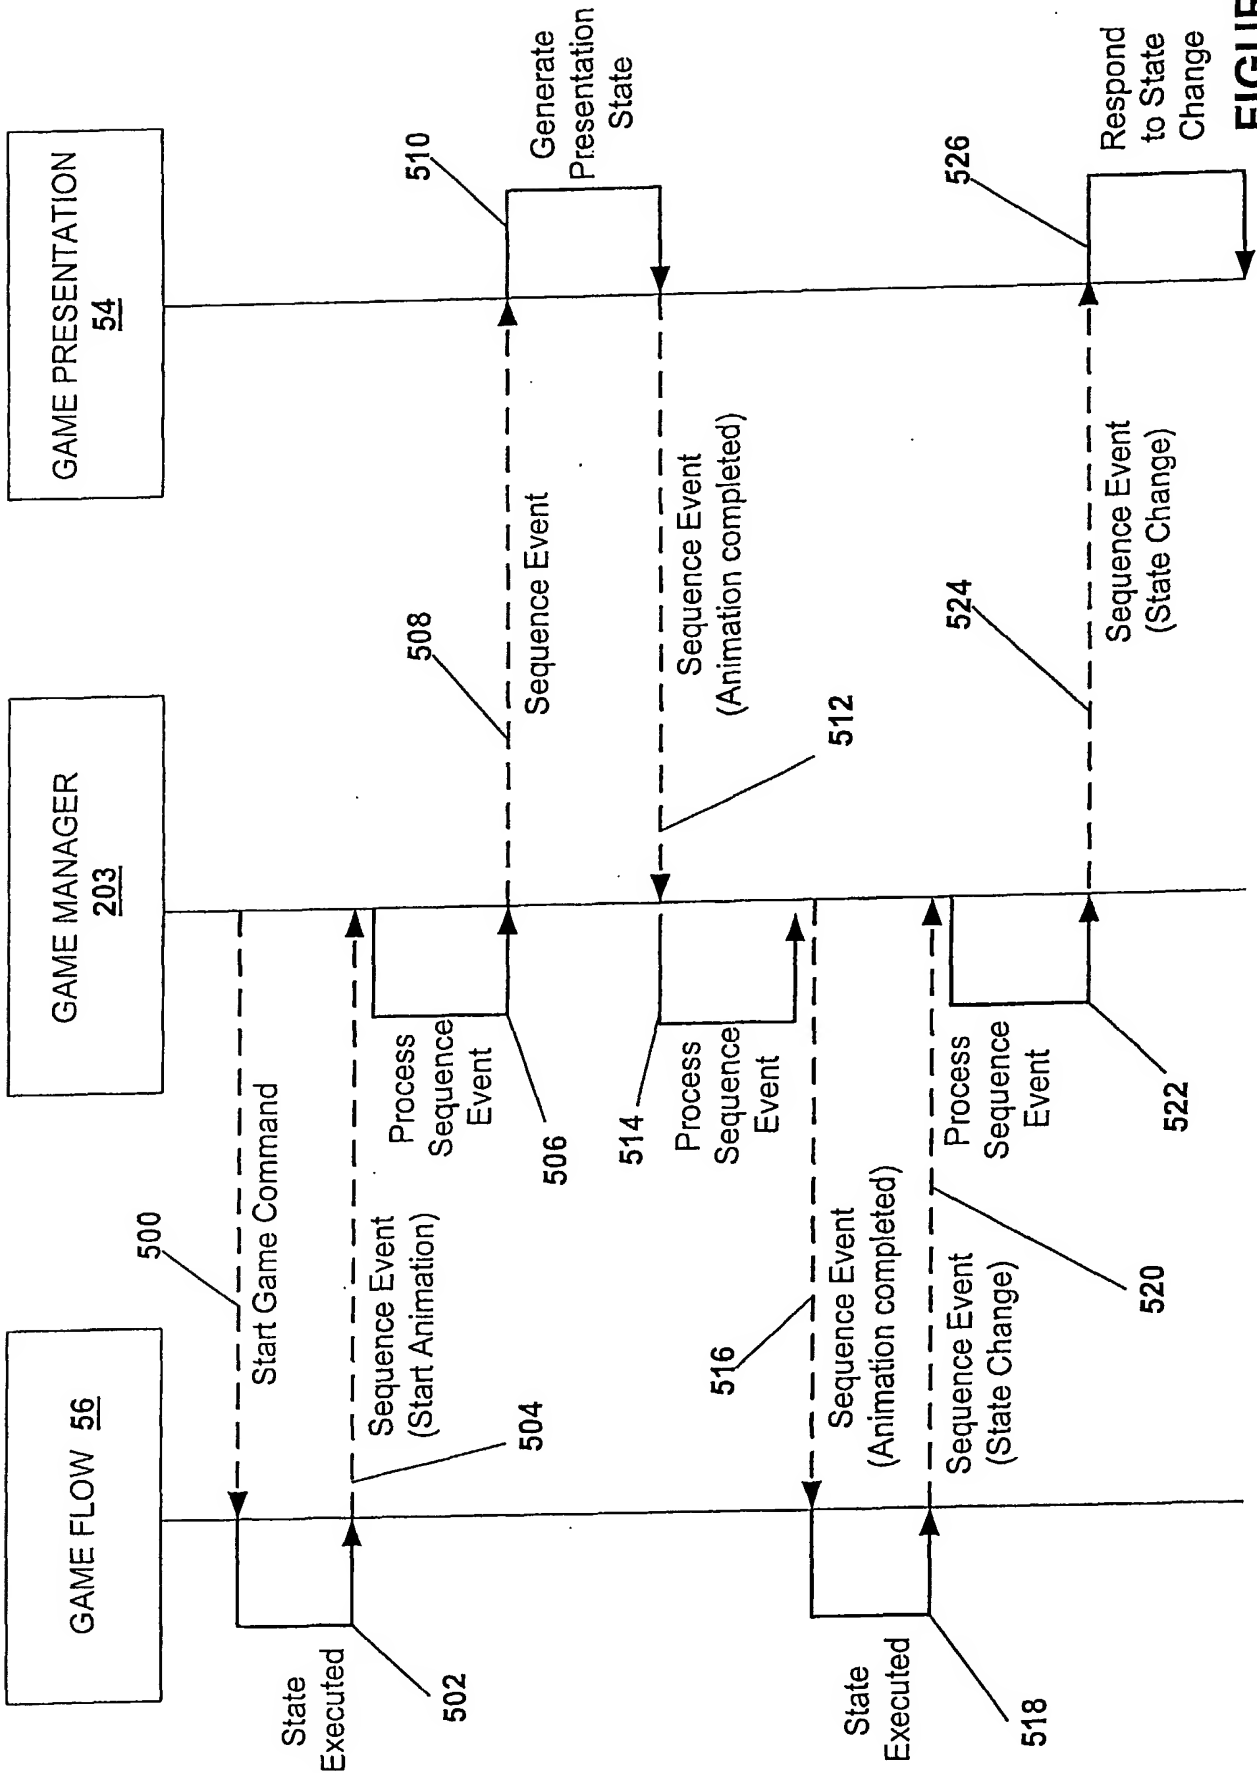 GAME FLOW 56
GAME MANAGER
203
GAME PRESENTATION
54
500
Start Game Command
State
Executed
502
Sequence Event
(Start Animation)
504
Process
Sequence
Event
506
508
Sequence Event
510
Generate
Presentation
State
Sequence Event
(Animation completed)
512
514
Process
Sequence
Event
516
Sequence Event
(Animation completed)
State
Executed
518
Sequence Event
(State Change)
520
Process
Sequence
Event
522
524
Sequence Event
(State Change)
526
Respond
to State
Change
FIGUR